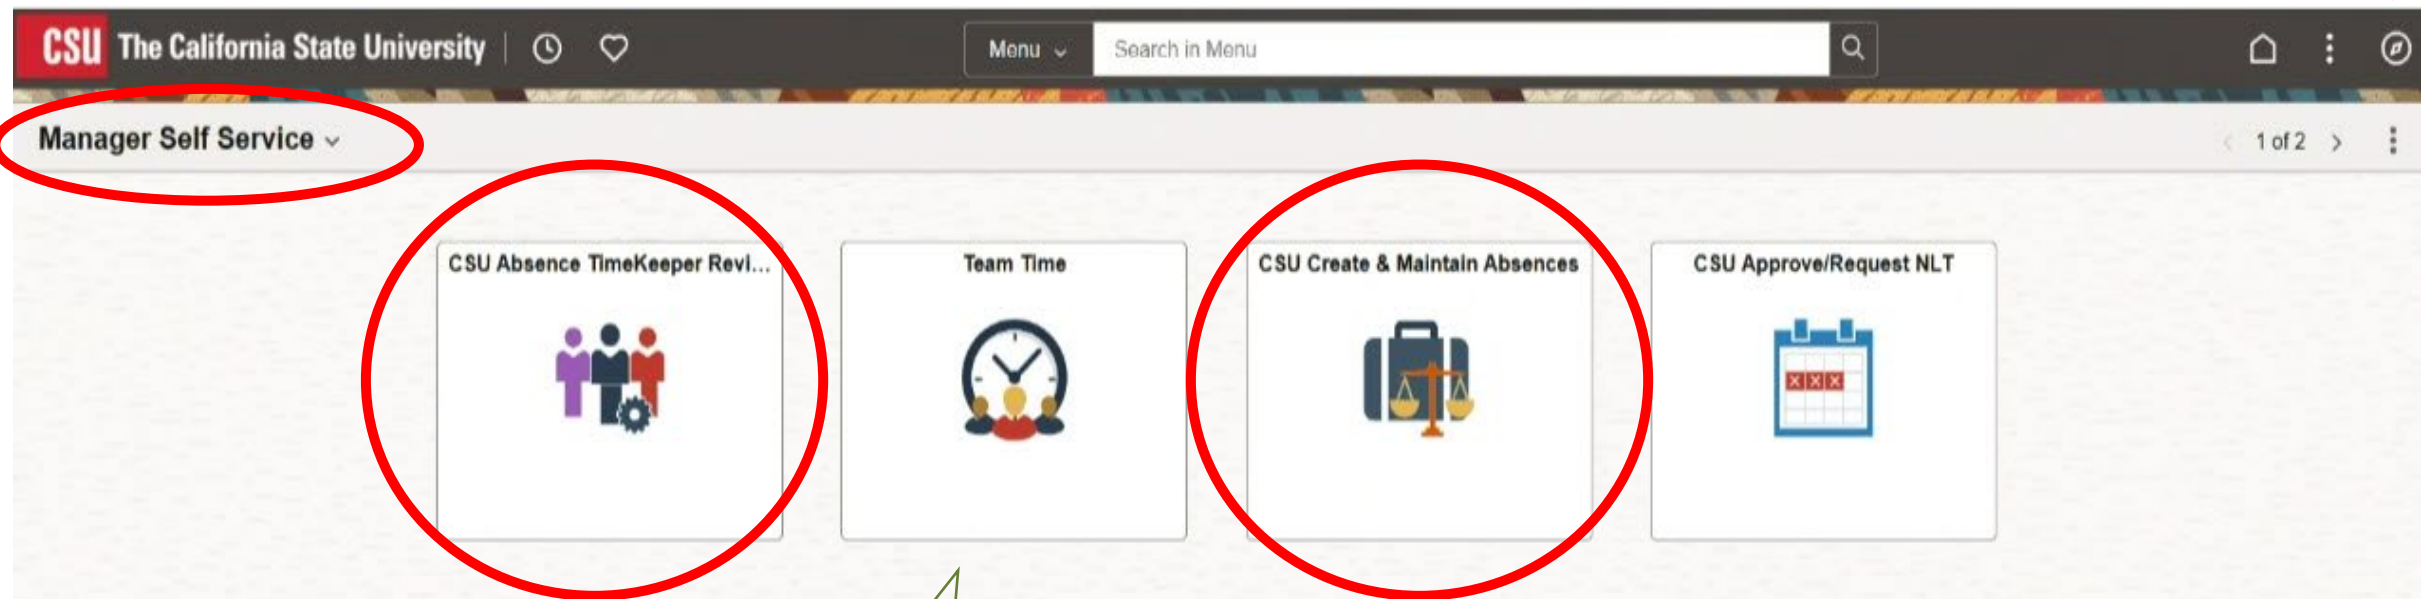 CSU The California State University
Menu Search in Menu
Manager Self Service
1 of 2
CSU Absence TimeKeeper Revi...
Team Time
CSU Create & Maintain Absences
CSU Approve/Request NLT
X X X